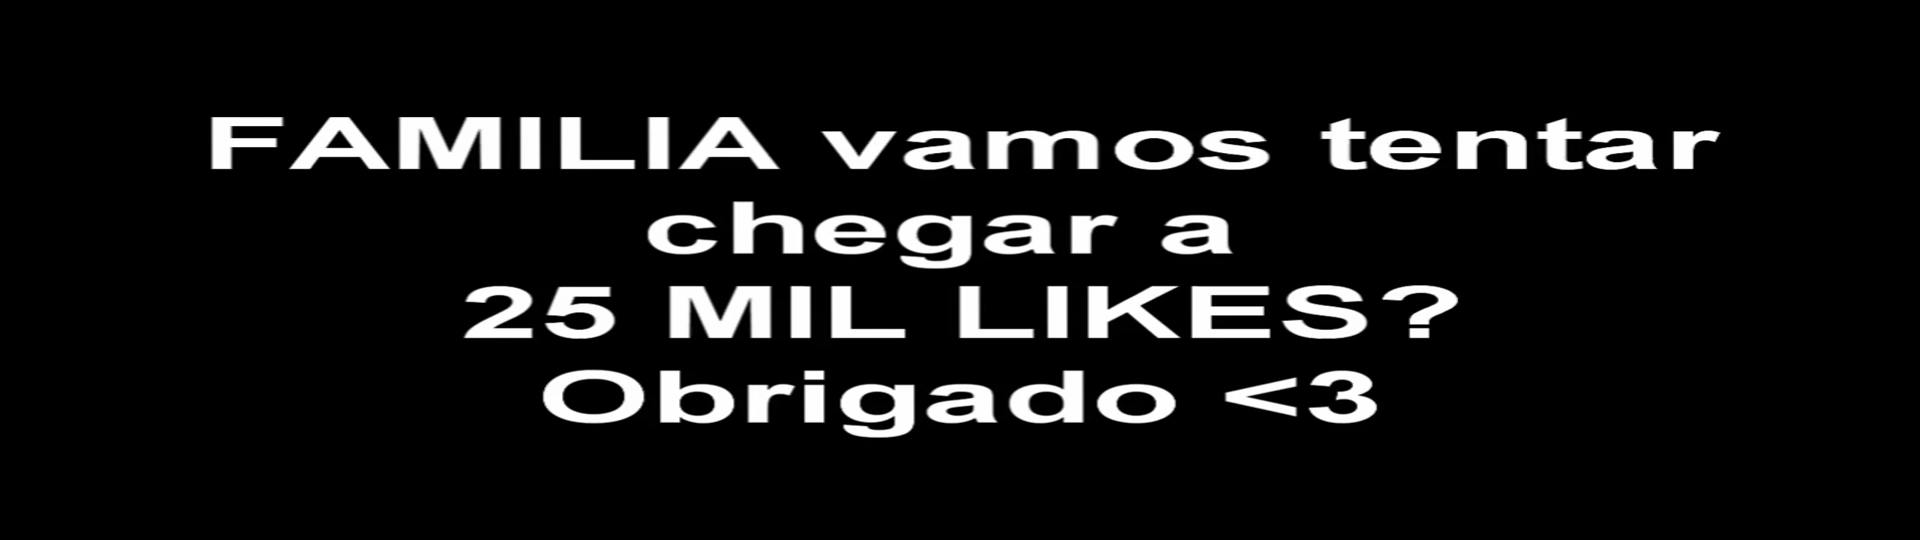 FAMILIA vamos tentar
chegar a
25 MIL LIKES?
Obrigado <3